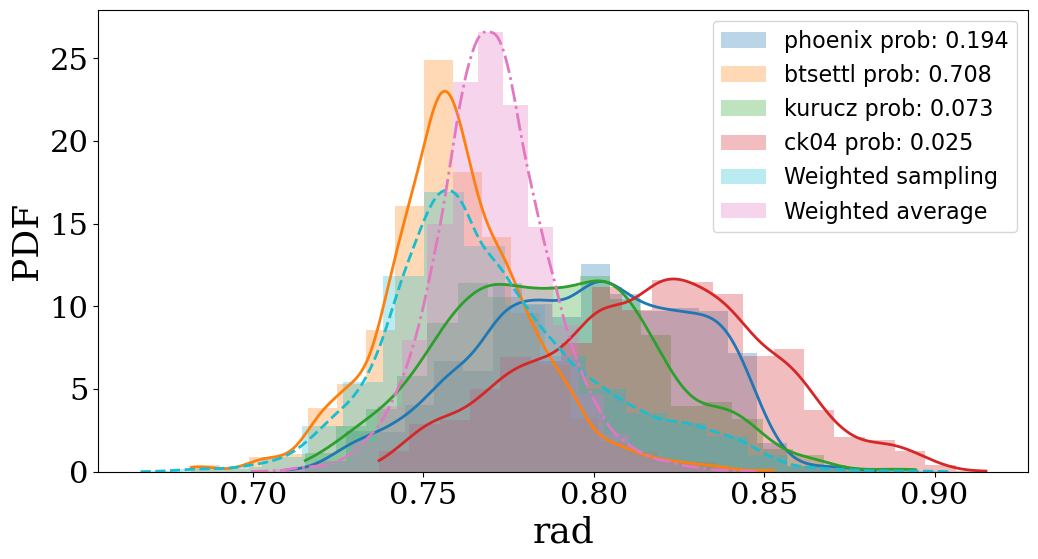 PDF
25
20
15
10
5
0
0.70
0.75
0.80
0.85
0.90
rad
phoenix prob: 0.194
btsettl prob: 0.708
kurucz prob: 0.073
ck04 prob: 0.025
Weighted sampling
Weighted average